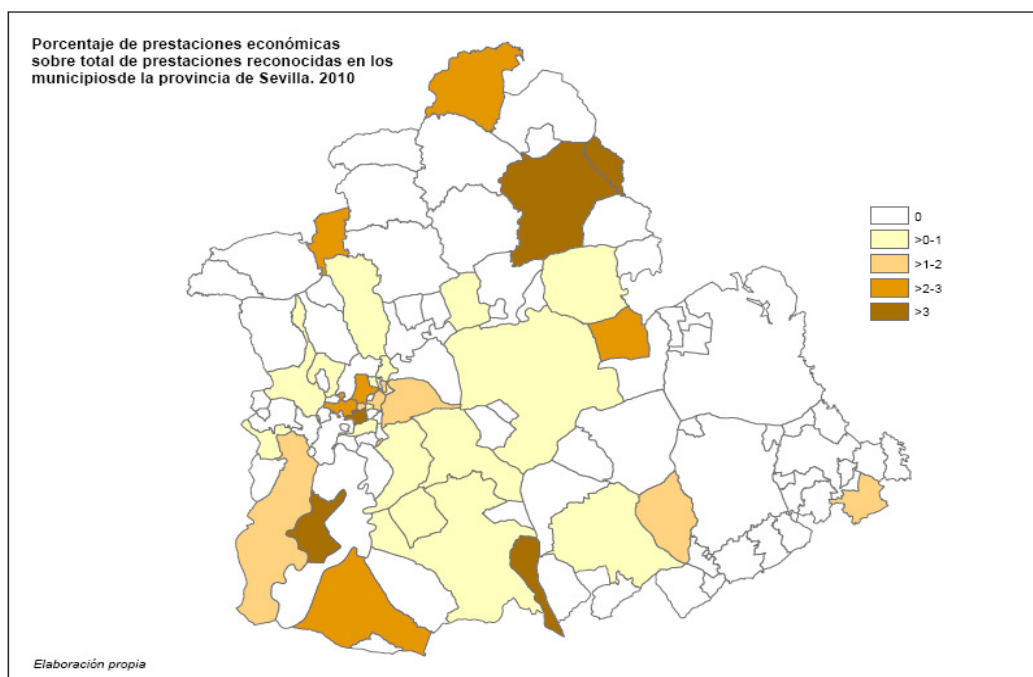 Porcentaje de prestaciones económicas
sobre total de prestaciones reconocidas en los
municipiosde la provincia de Sevilla. 2010
0
>0-1
>1-2
>2-3
>3
Elaboración propia